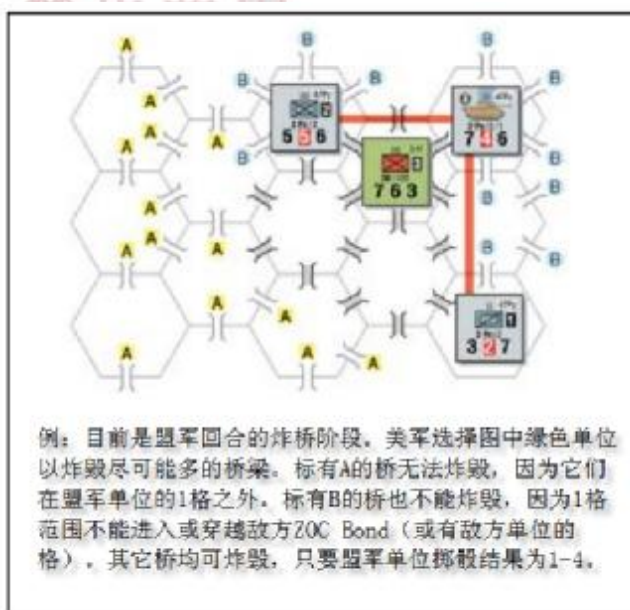 A
B
B
A
B
B
A
A
5 5 6
7 4 6
A
A
B
B
7 6 3
A
B
B
A
A
A
B
B
B
A
A
A
3 2 7
A
A
A
例：目前是盟军回合的炸桥阶段。美军选择图中绿色单位
以炸毁尽可能多的桥梁。标有A的桥无法炸毁，因为它们
在盟军单位的1格之外。标有B的桥也不能炸毁，因为1格
范围不能进入或穿越敌方ZOC Bond（或有敌方单位的
格）。其它桥均可炸毁，只要盟军单位掷骰结果为1-4。